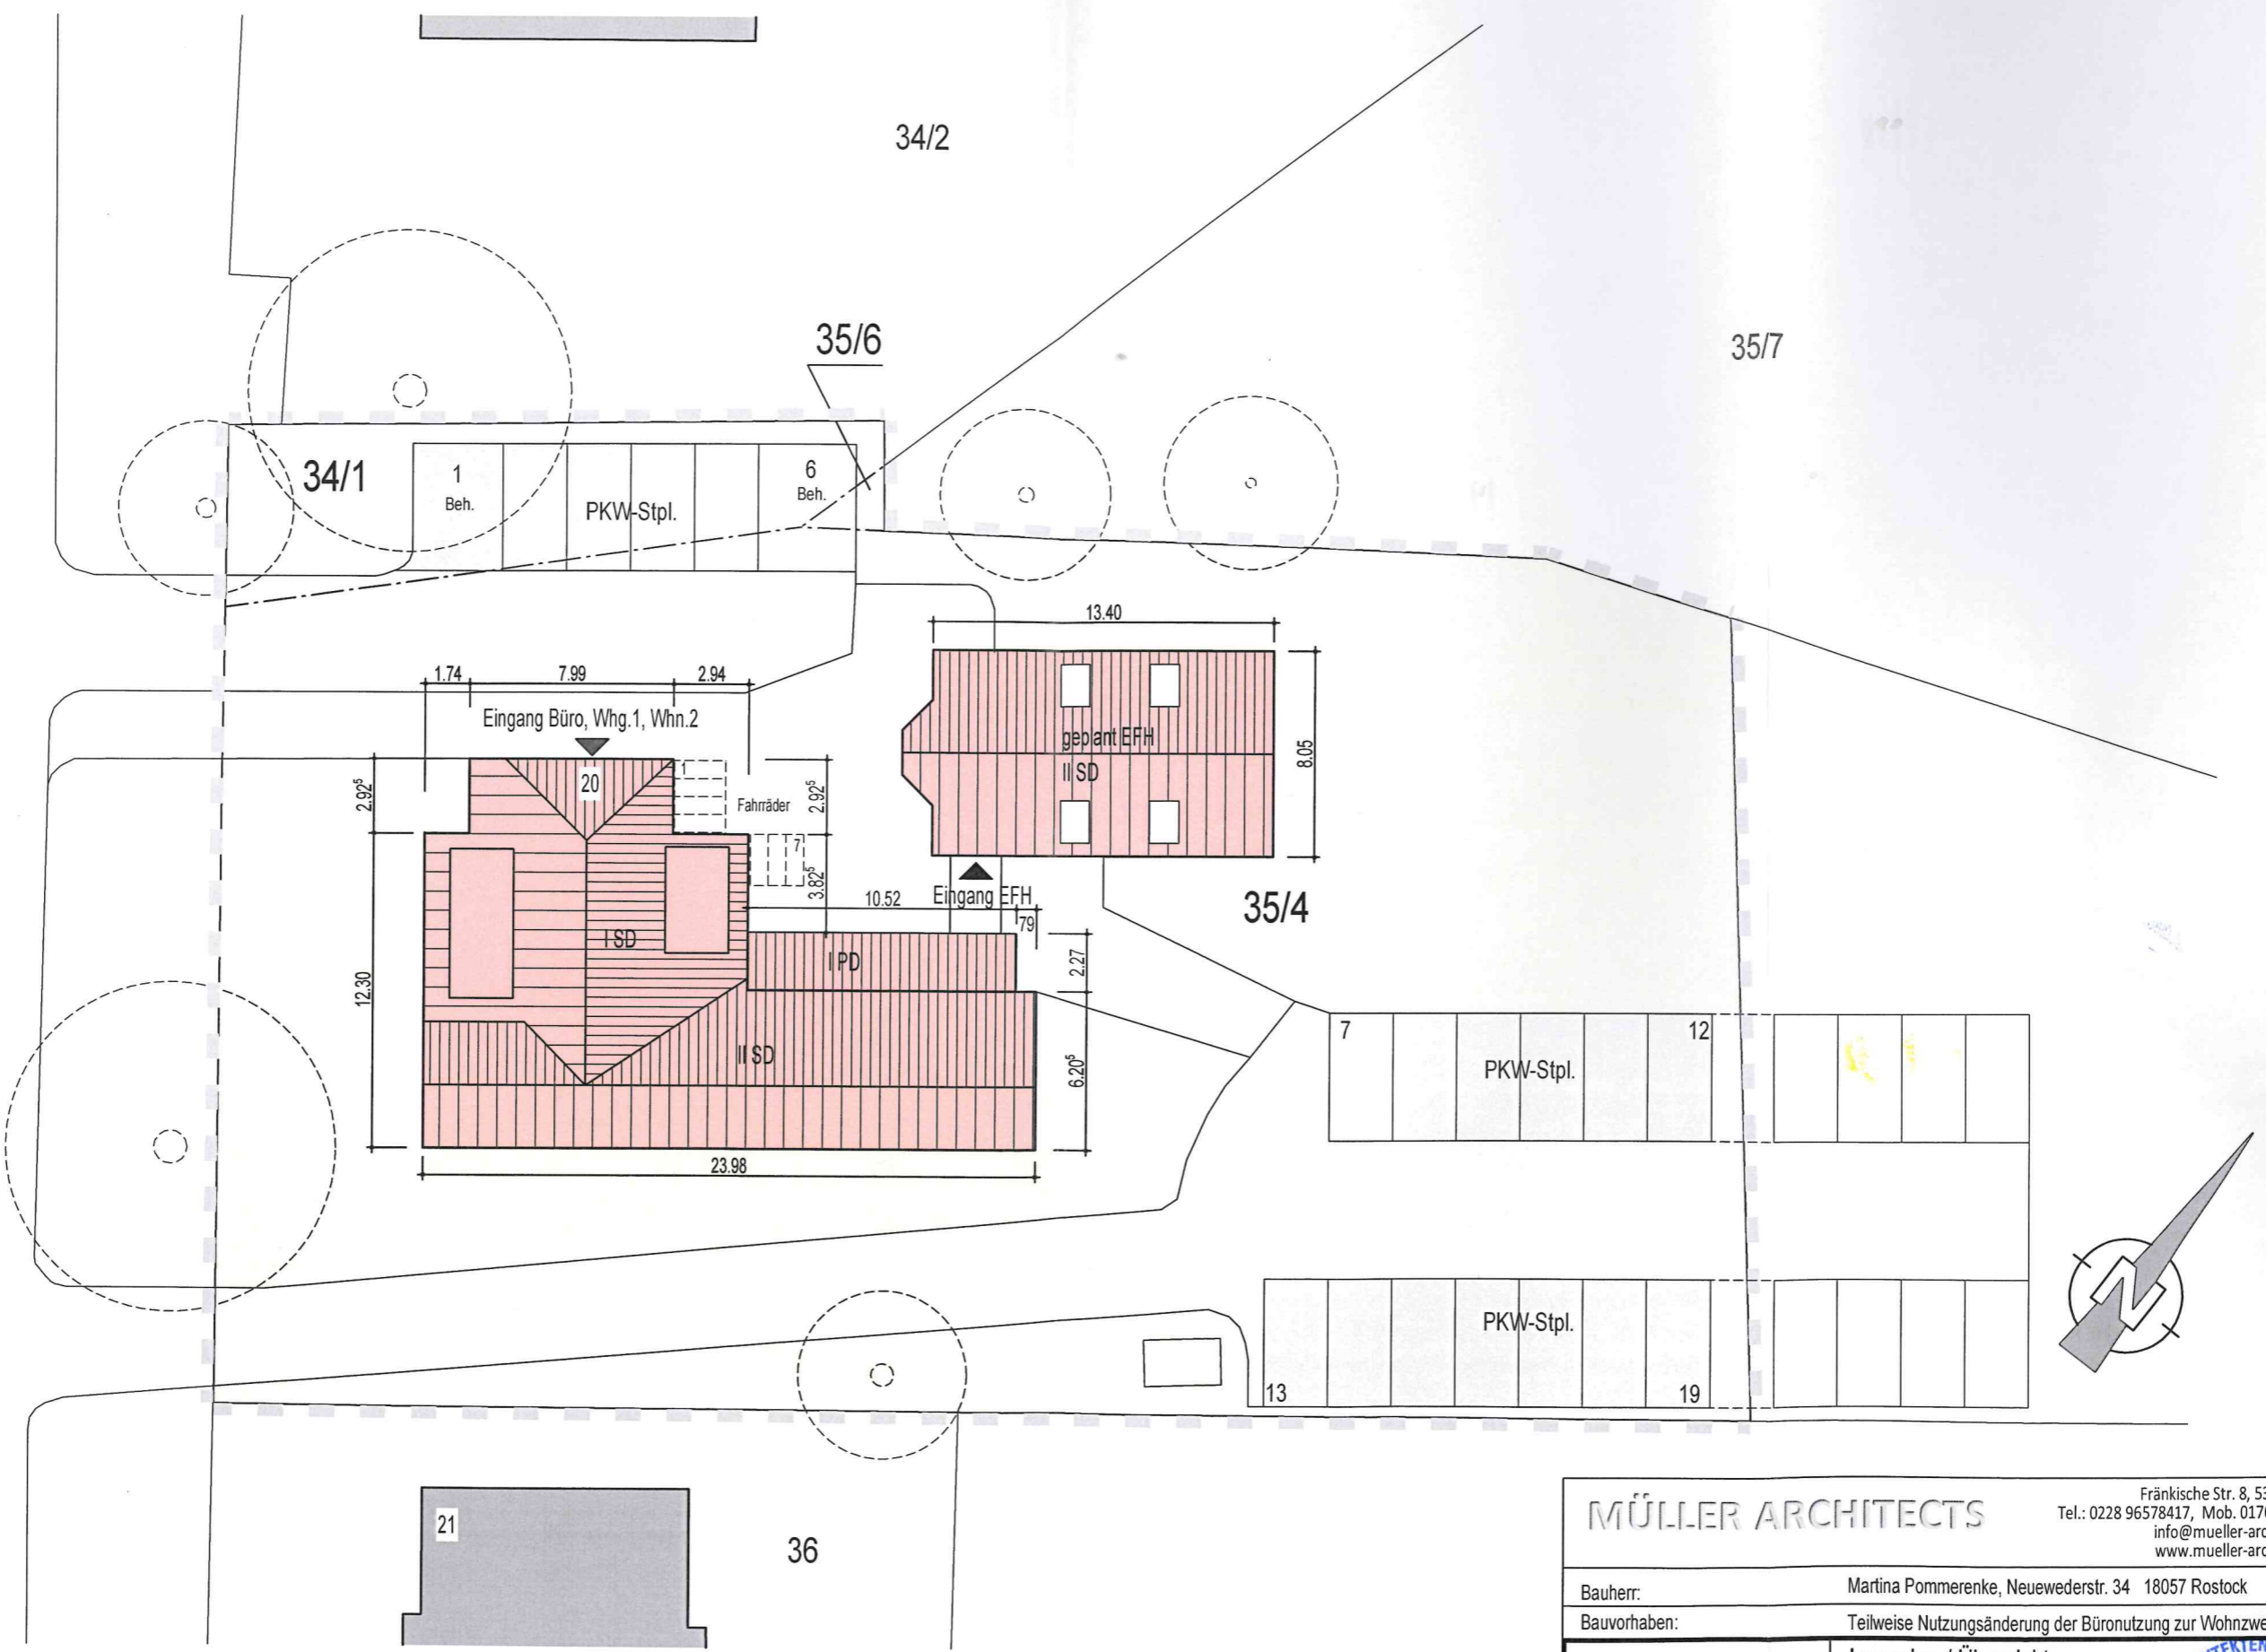 34/2
35/6
35/7
34/1
1
Beh.
PKW-Stpl.
6
Beh.
13.40
1.74
7.99
2.94
Eingang Büro, Whg.1, Whn.2
geplant EFH
II SD
8.05
2.92⁵
20
1
Fahrräder
2.92⁵
7
3.82⁵
10.52
Eingang EFH
79
35/4
I SD
I PD
2.27
12.30
II SD
6.20⁵
23.98
7
12
PKW-Stpl.
N
PKW-Stpl.
13
19
21
36
MÜLLER ARCHITECTS
Fränkische Str. 8, 53
Tel.: 0228 96578417, Mob. 0176
info@mueller-arc
www.mueller-arc
Bauherr:
Martina Pommerenke, Neuewederstr. 34 18057 Rostock
Bauvorhaben:
Teilweise Nutzungsänderung der Büronutzung zur Wohnzwe